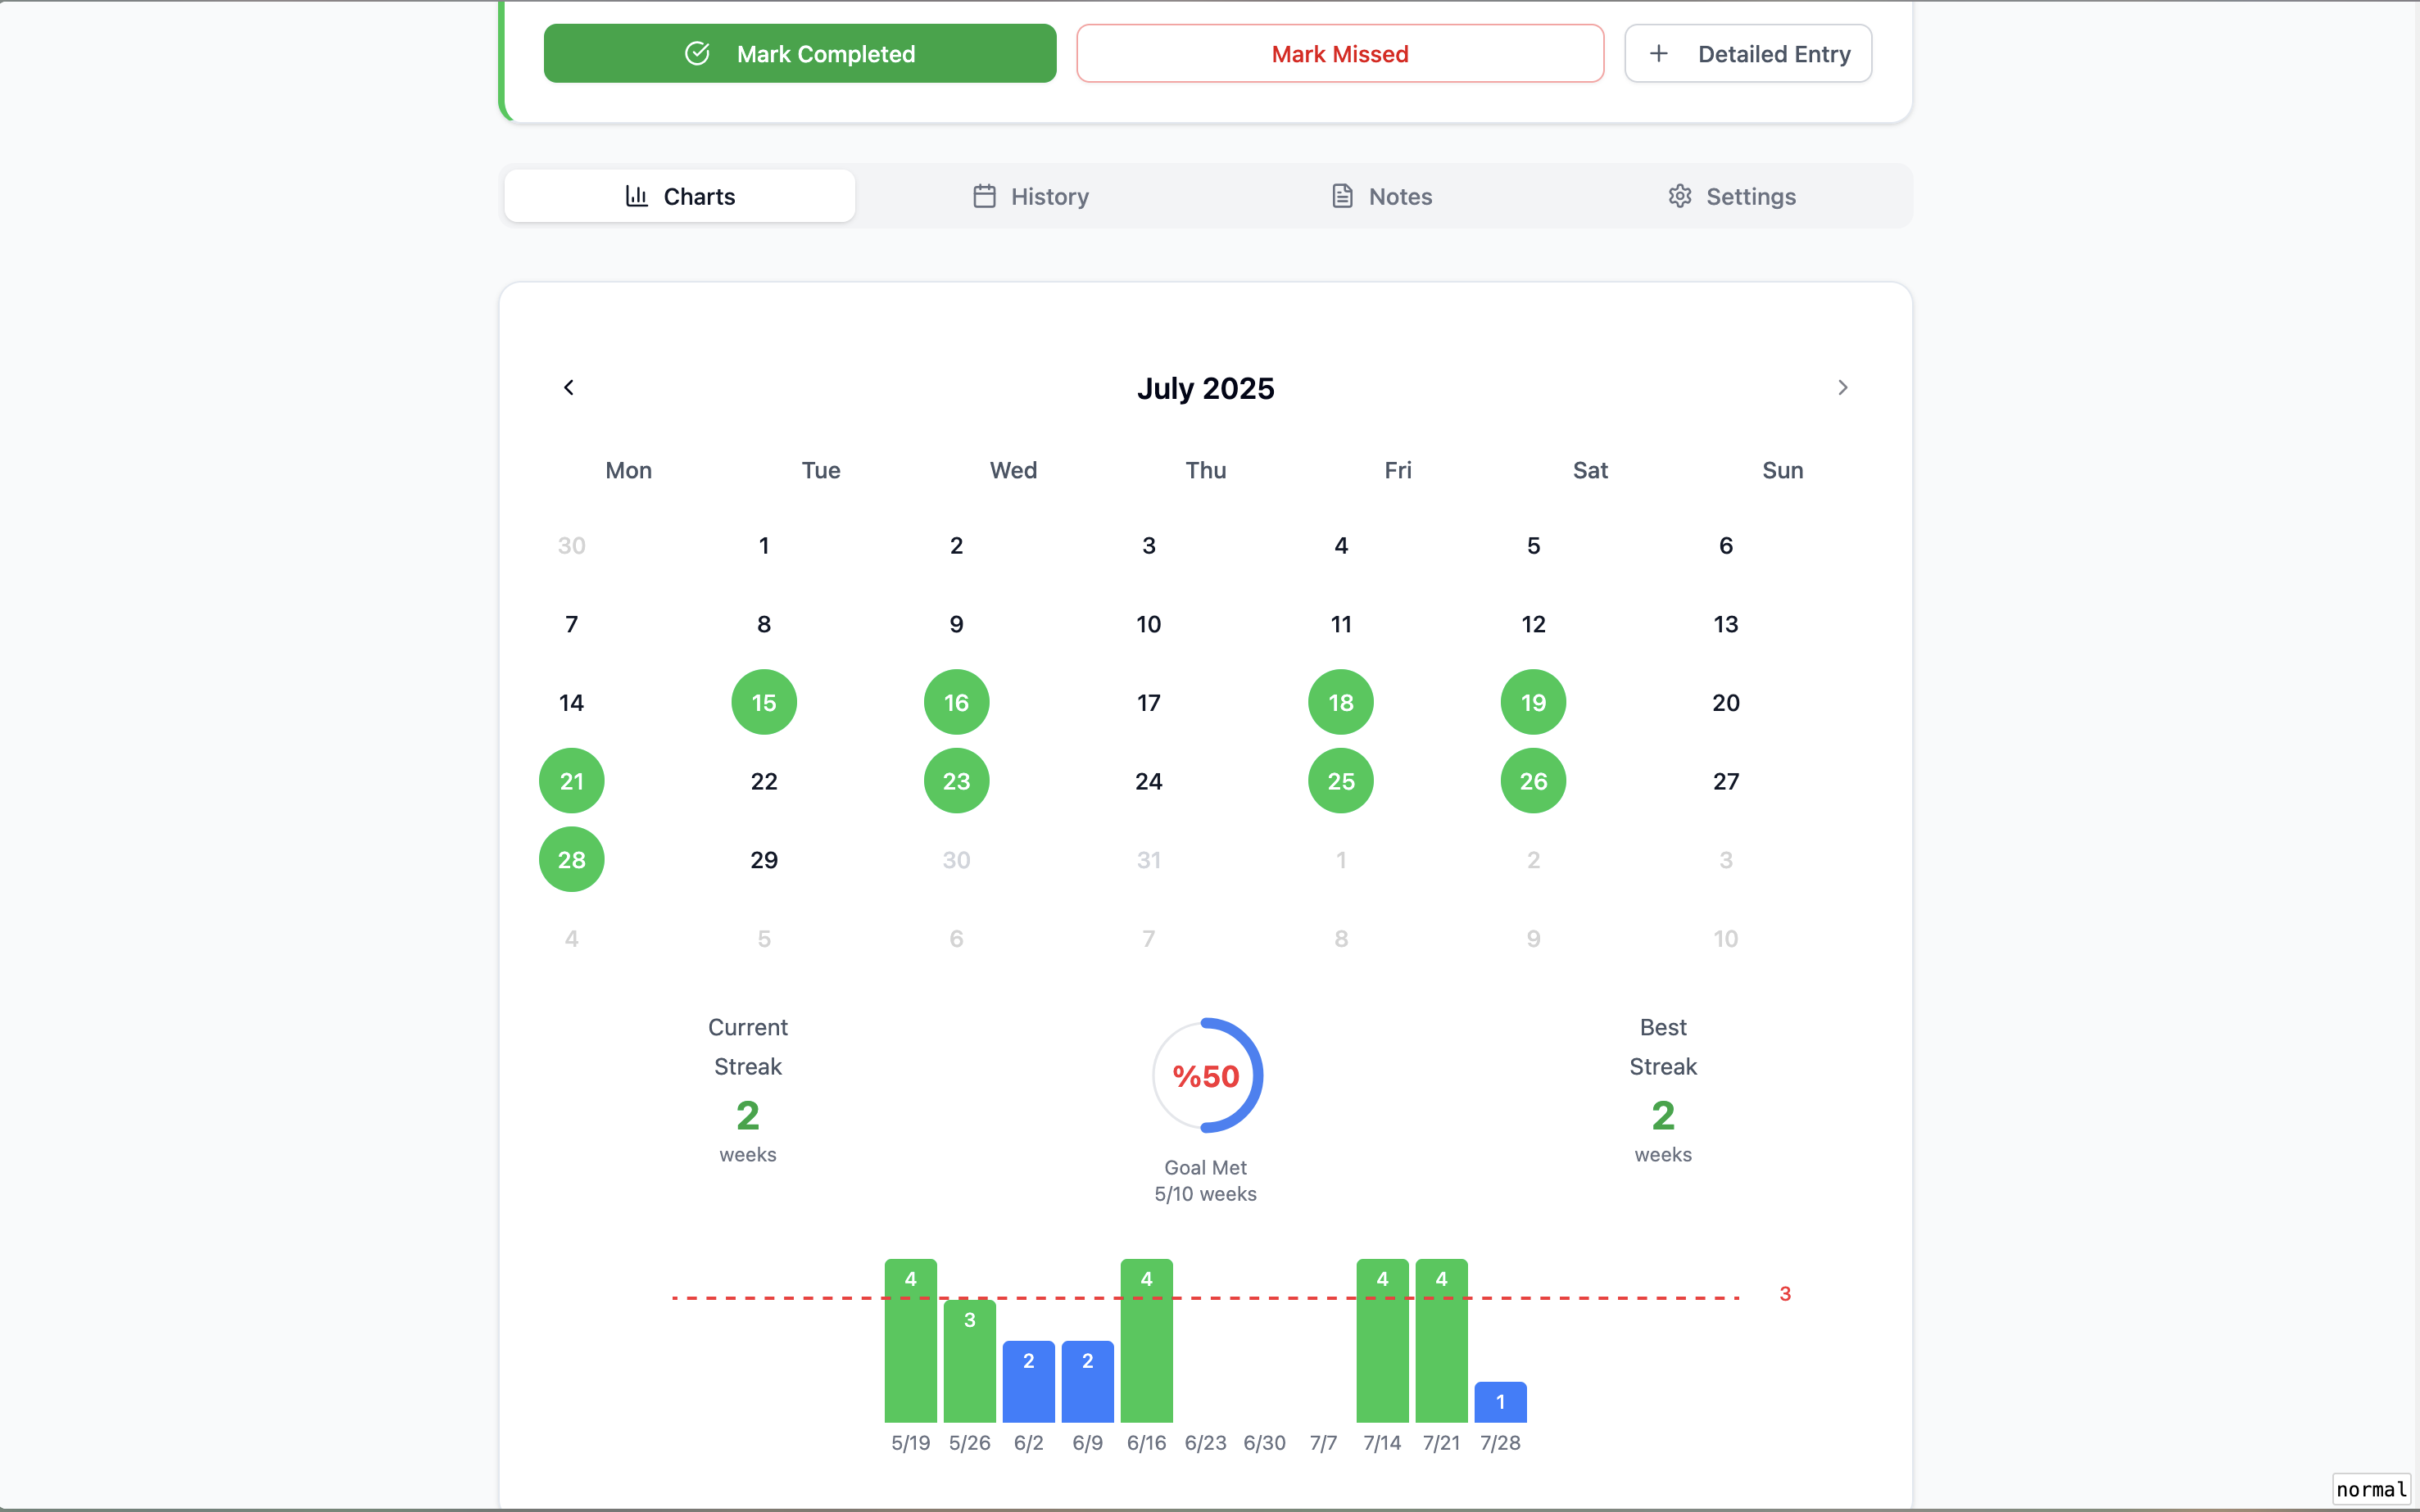 Mark Completed
Mark Missed
Detailed Entry
Charts
History
Notes
Settings
July 2025
Mon Tue Wed Thu Fri Sat Sun
30 1 2 3 4 5 6
7 8 9 10 11 12 13
14 15 16 17 18 19 20
21 22 23 24 25 26 27
28 29 30 31 1 2 3
4 5 6 7 8 9 10
Current
Streak
2
weeks
%50
Goal Met
5/10 weeks
Best
Streak
2
weeks
4 3 2 2 4 4 4 1
3
5/19 5/26 6/2 6/9 6/16 6/23 6/30 7/7 7/14 7/21 7/28
normal